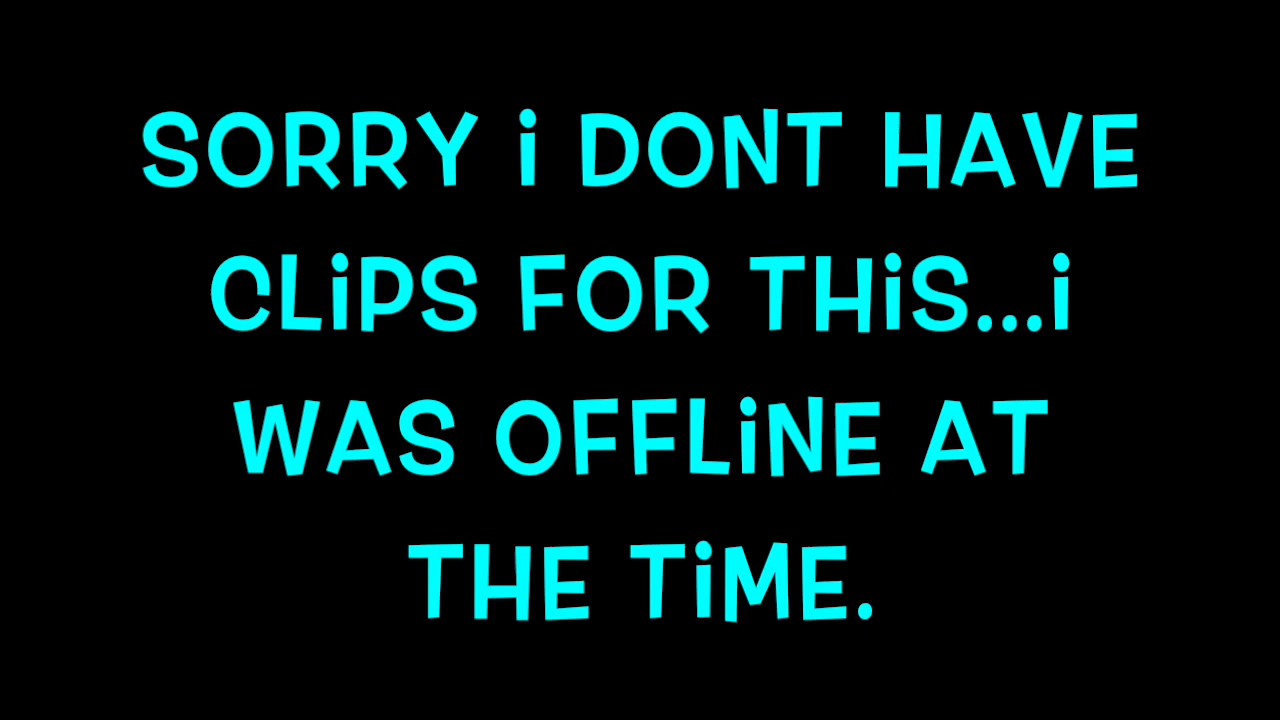 SORRY i DONT HAVE
CLiPS FOR THiS...i
WAS OFFLiNE AT
THE TiME.